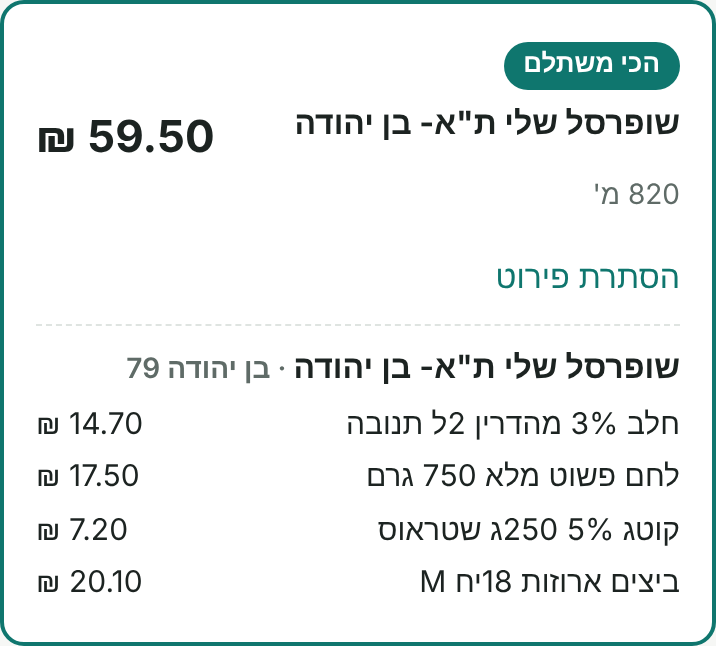 הכי משתלם
שופרסל שלי ת"א- בן יהודה 59.50 ₪
820 מ'
הסתרת פירוט
שופרסל שלי ת"א- בן יהודה · בן יהודה 79
חלב 3% מהדרין 2ל תנובה 14.70 ₪
לחם פשוט מלא 750 גרם 17.50 ₪
קוטג 5% 250ג שטראוס 7.20 ₪
ביצים ארוזות 18יח M 20.10 ₪